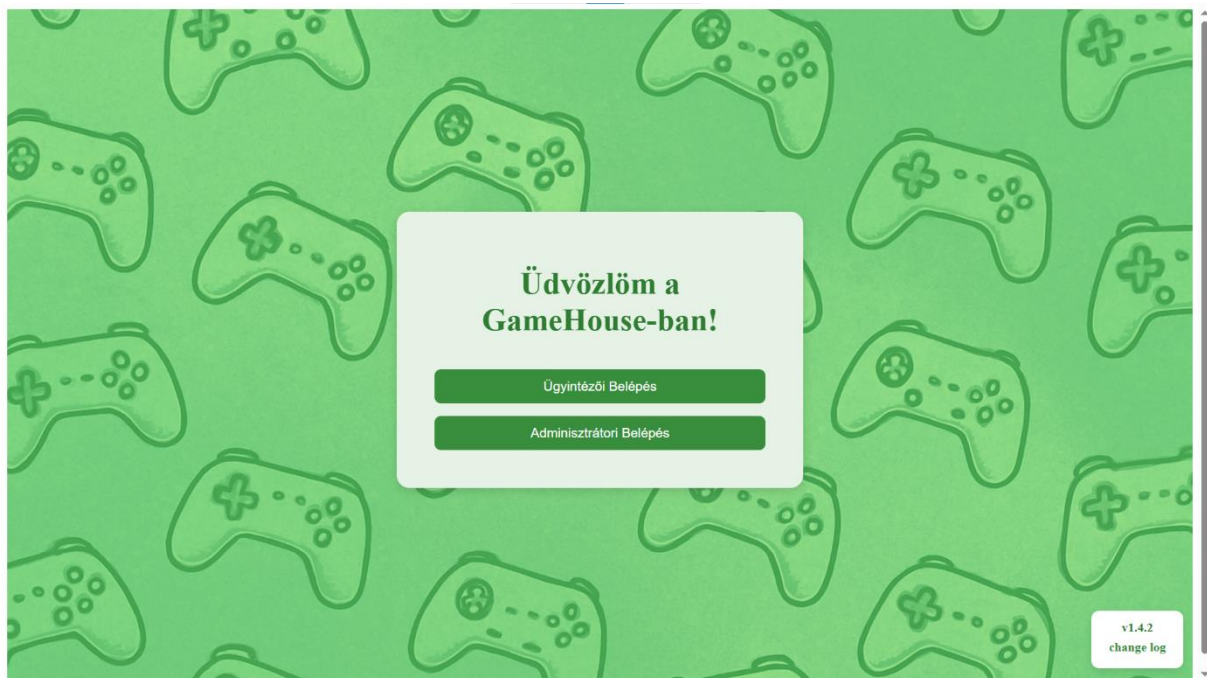 Üdvözlöm a
GameHouse-ban!
Ügyintézői Belépés
Adminisztrátori Belépés
v1.4.2
change log